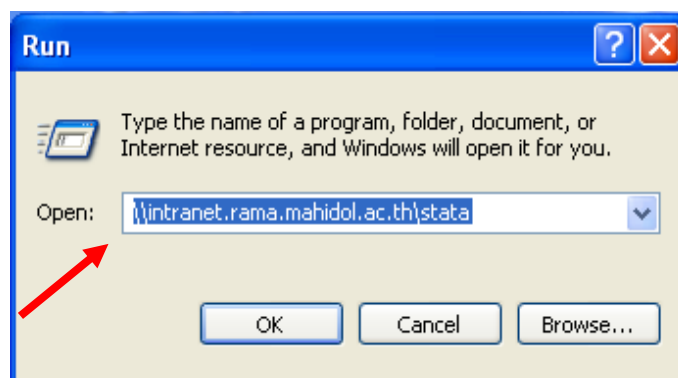 Run
Type the name of a program, folder, document, or
Internet resource, and Windows will open it for you.
Open: \\intranet.rama.mahidol.ac.th\stata
OK Cancel Browse...